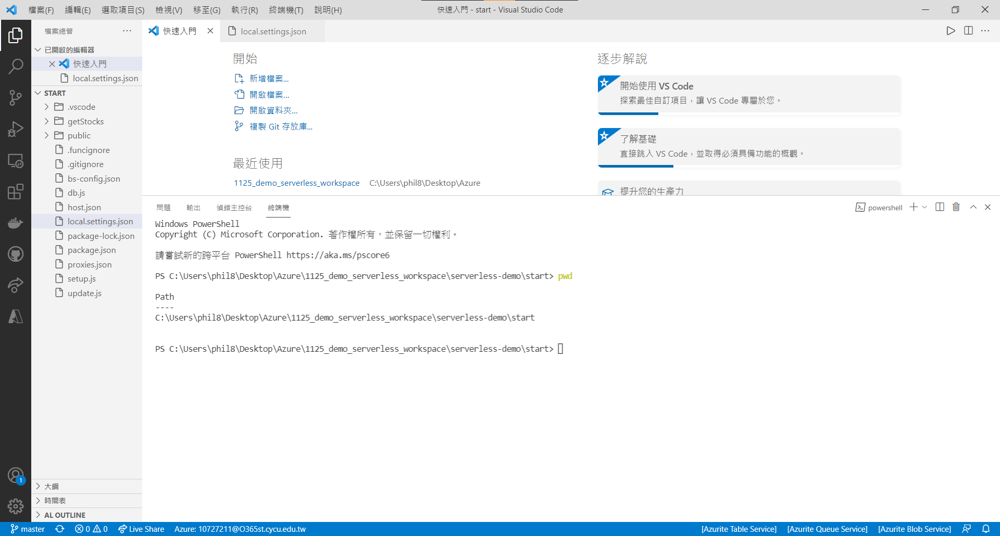 檔案(F) 編輯(E) 選取項目(S) 檢視(V) 移至(G) 執行(R) 終端機(T) 說明(H)
快速入門 - start - Visual Studio Code
檔案總管
已開啟的編輯器
快速入門
local.settings.json
START
.vscode
getStocks
public
.funcignore
.gitignore
bs-config.json
db.js
host.json
local.settings.json
package-lock.json
package.json
proxies.json
setup.js
update.js
大綱
時間表
AL OUTLINE
快速入門
local.settings.json
開始
新增檔案...
開啟檔案...
開啟資料夾...
複製 Git 存放庫...
最近使用
1125_demo_serverless_workspace C:\Users\phil8\Desktop\Azure
逐步解說
開始使用 VS Code
探索最佳自訂項目，讓 VS Code 專屬於您。
了解基礎
直接跳入 VS Code，並取得必須具備功能的概觀。
提升您的生產力
問題 輸出 偵錯主控台 終端機
powershell
Windows PowerShell
Copyright (C) Microsoft Corporation. 著作權所有，並保留一切權利。
請嘗試新的跨平台 PowerShell https://aka.ms/pscore6
PS C:\Users\phil8\Desktop\Azure\1125_demo_serverless_workspace\serverless-demo\start> pwd
Path
----
C:\Users\phil8\Desktop\Azure\1125_demo_serverless_workspace\serverless-demo\start
PS C:\Users\phil8\Desktop\Azure\1125_demo_serverless_workspace\serverless-demo\start>
1
master 0 0 Live Share Azure: 10727211@O365st.cycu.edu.tw
[Azurite Table Service] [Azurite Queue Service] [Azurite Blob Service]